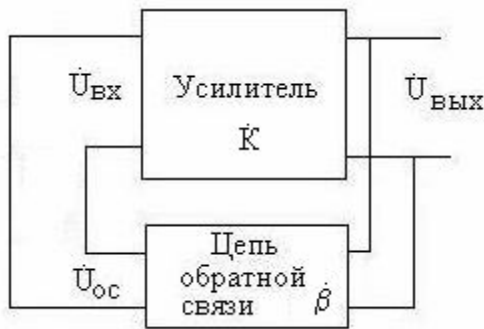 U̇вх
Усилитель
K̇
U̇вых
U̇ос
Цепь
обратной
связи β̇